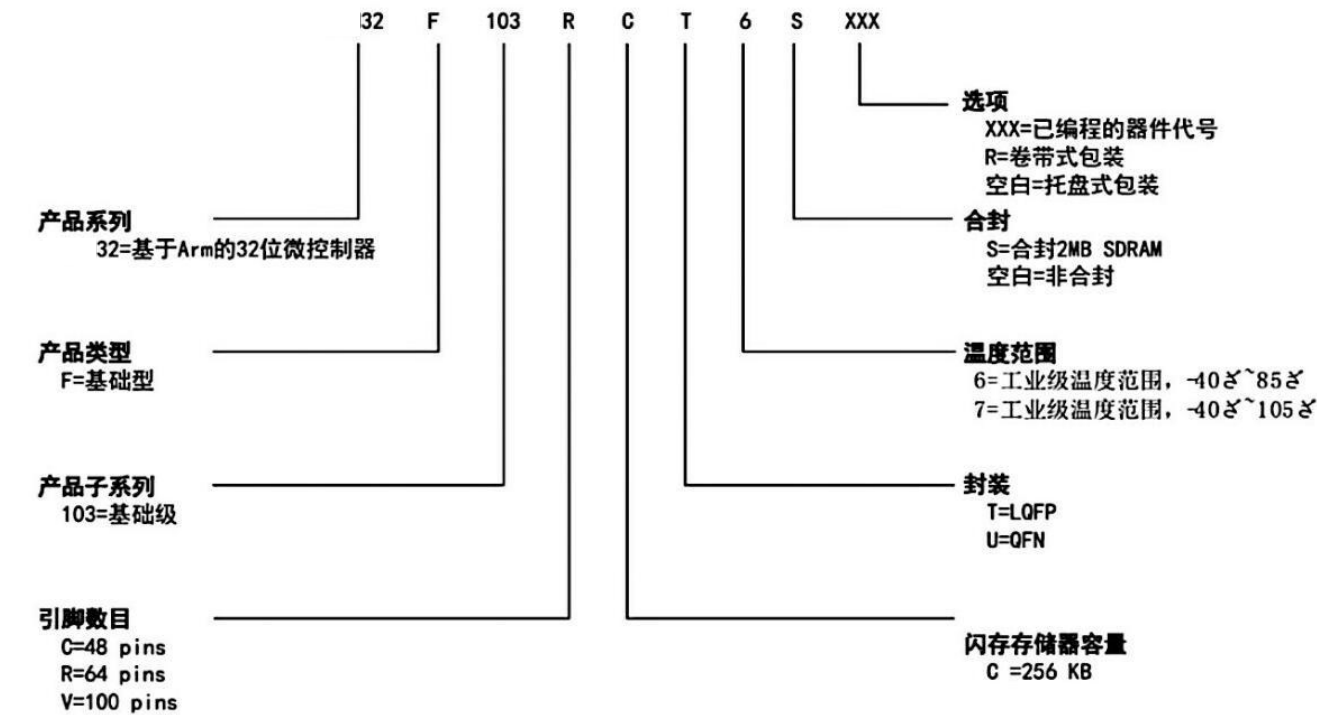 32 F 103 R C T 6 S XXX
选项
XXX=已编程的器件代号
R=卷带式包装
空白=托盘式包装
产品系列
32=基于Arm的32位微控制器
合封
S=合封2MB SDRAM
空白=非合封
产品类型
F=基础型
温度范围
6=工业级温度范围，-40ざ~85ざ
7=工业级温度范围，-40ざ~105ざ
产品子系列
103=基础级
封装
T=LQFP
U=QFN
引脚数目
C=48 pins
R=64 pins
V=100 pins
闪存存储器容量
C =256 KB